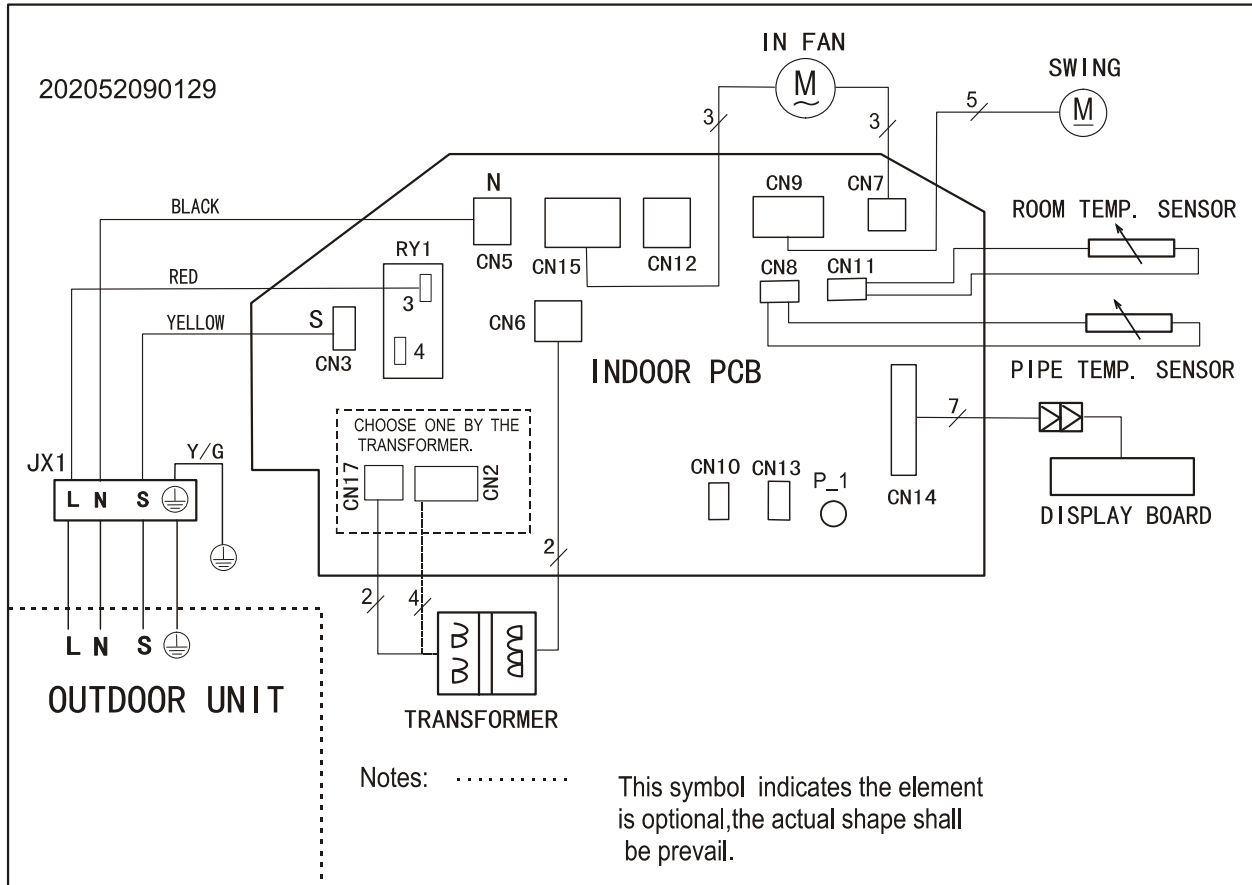 202052090129
IN FAN
M
SWING
M
3
3
5
BLACK
N
CN5
CN15
CN12
CN9
CN7
ROOM TEMP. SENSOR
RED
RY1
3
4
CN8
CN11
YELLOW
S
CN3
CN6
INDOOR PCB
PIPE TEMP. SENSOR
CHOOSE ONE BY THE
TRANSFORMER.
CN17
CN2
7
CN14
CN10
CN13
P_1
DISPLAY BOARD
JX1
Y/G
L N S
2
4
2
L N S
OUTDOOR UNIT
TRANSFORMER
Notes:
This symbol indicates the element
is optional,the actual shape shall
be prevail.